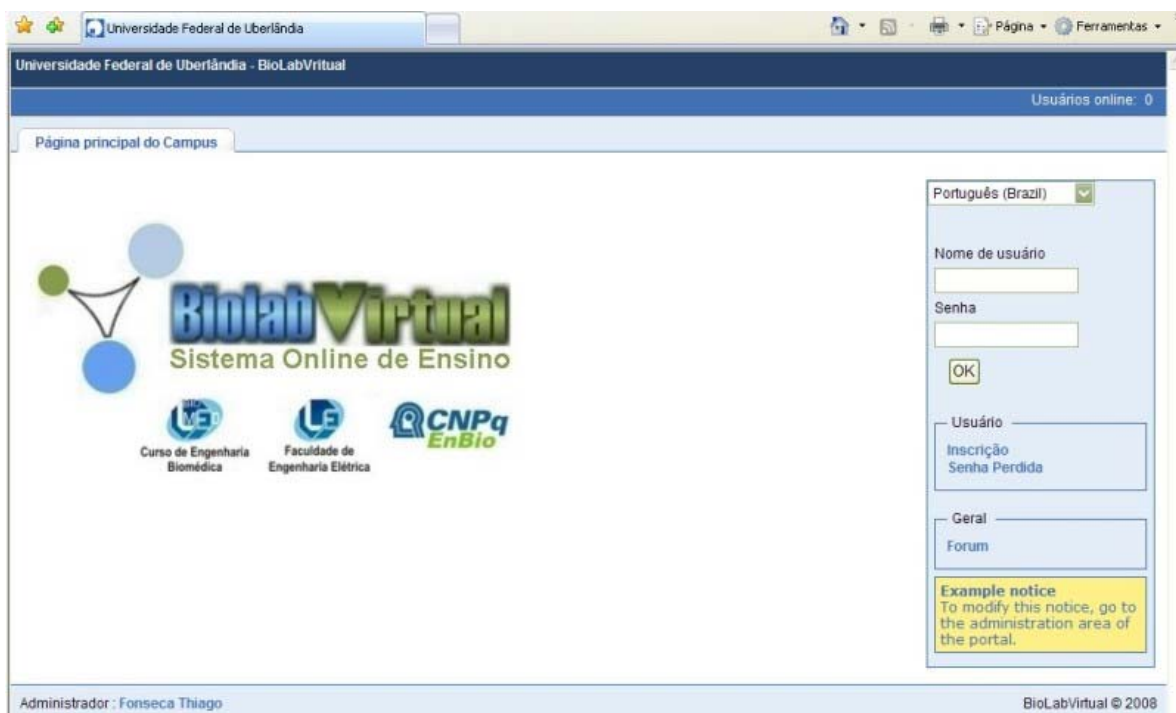 Universidade Federal de Uberlândia
Página
Ferramentas
Universidade Federal de Uberlândia - BioLabVritual
Usuários online: 0
Página principal do Campus
Português (Brazil)
Nome de usuário
Senha
OK
BiolabVirtual
Sistema Online de Ensino
BIO
MED
LE
CNPq
EnBio
Curso de Engenharia
Biomédica
Faculdade de
Engenharia Elétrica
Usuário
Inscrição
Senha Perdida
Geral
Forum
Example notice
To modify this notice, go to
the administration area of
the portal.
Administrador : Fonseca Thiago
BioLabVirtual © 2008